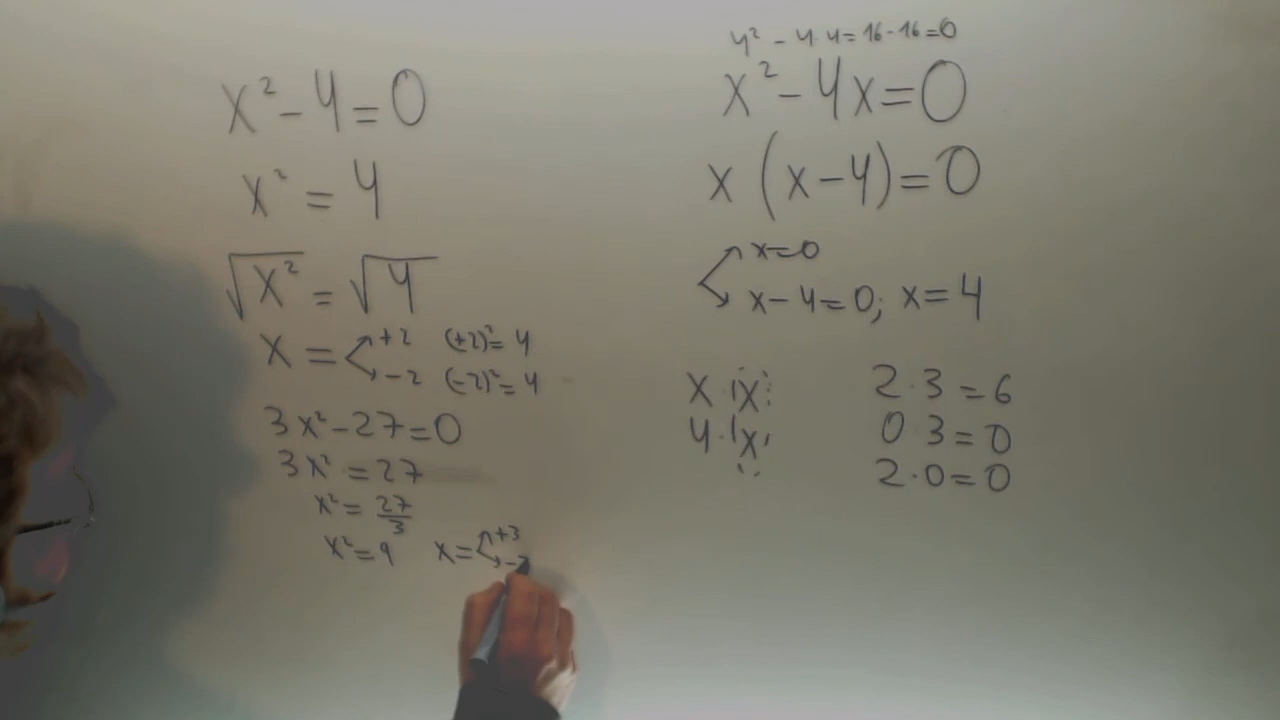 x² - 4 = 0
x² = 4
√x² = √4
x = +2 (+2)² = 4
-2 (-2)² = 4
3x² - 27 = 0
3x² = 27
x² = 27/3
x² = 9 x = +3
4² - 4 4 = 16 - 16 = 0
x² - 4x = 0
x (x - 4) = 0
x = 0
x - 4 = 0; x = 4
x · x
4 · x
2 · 3 = 6
0 3 = 0
2 · 0 = 0